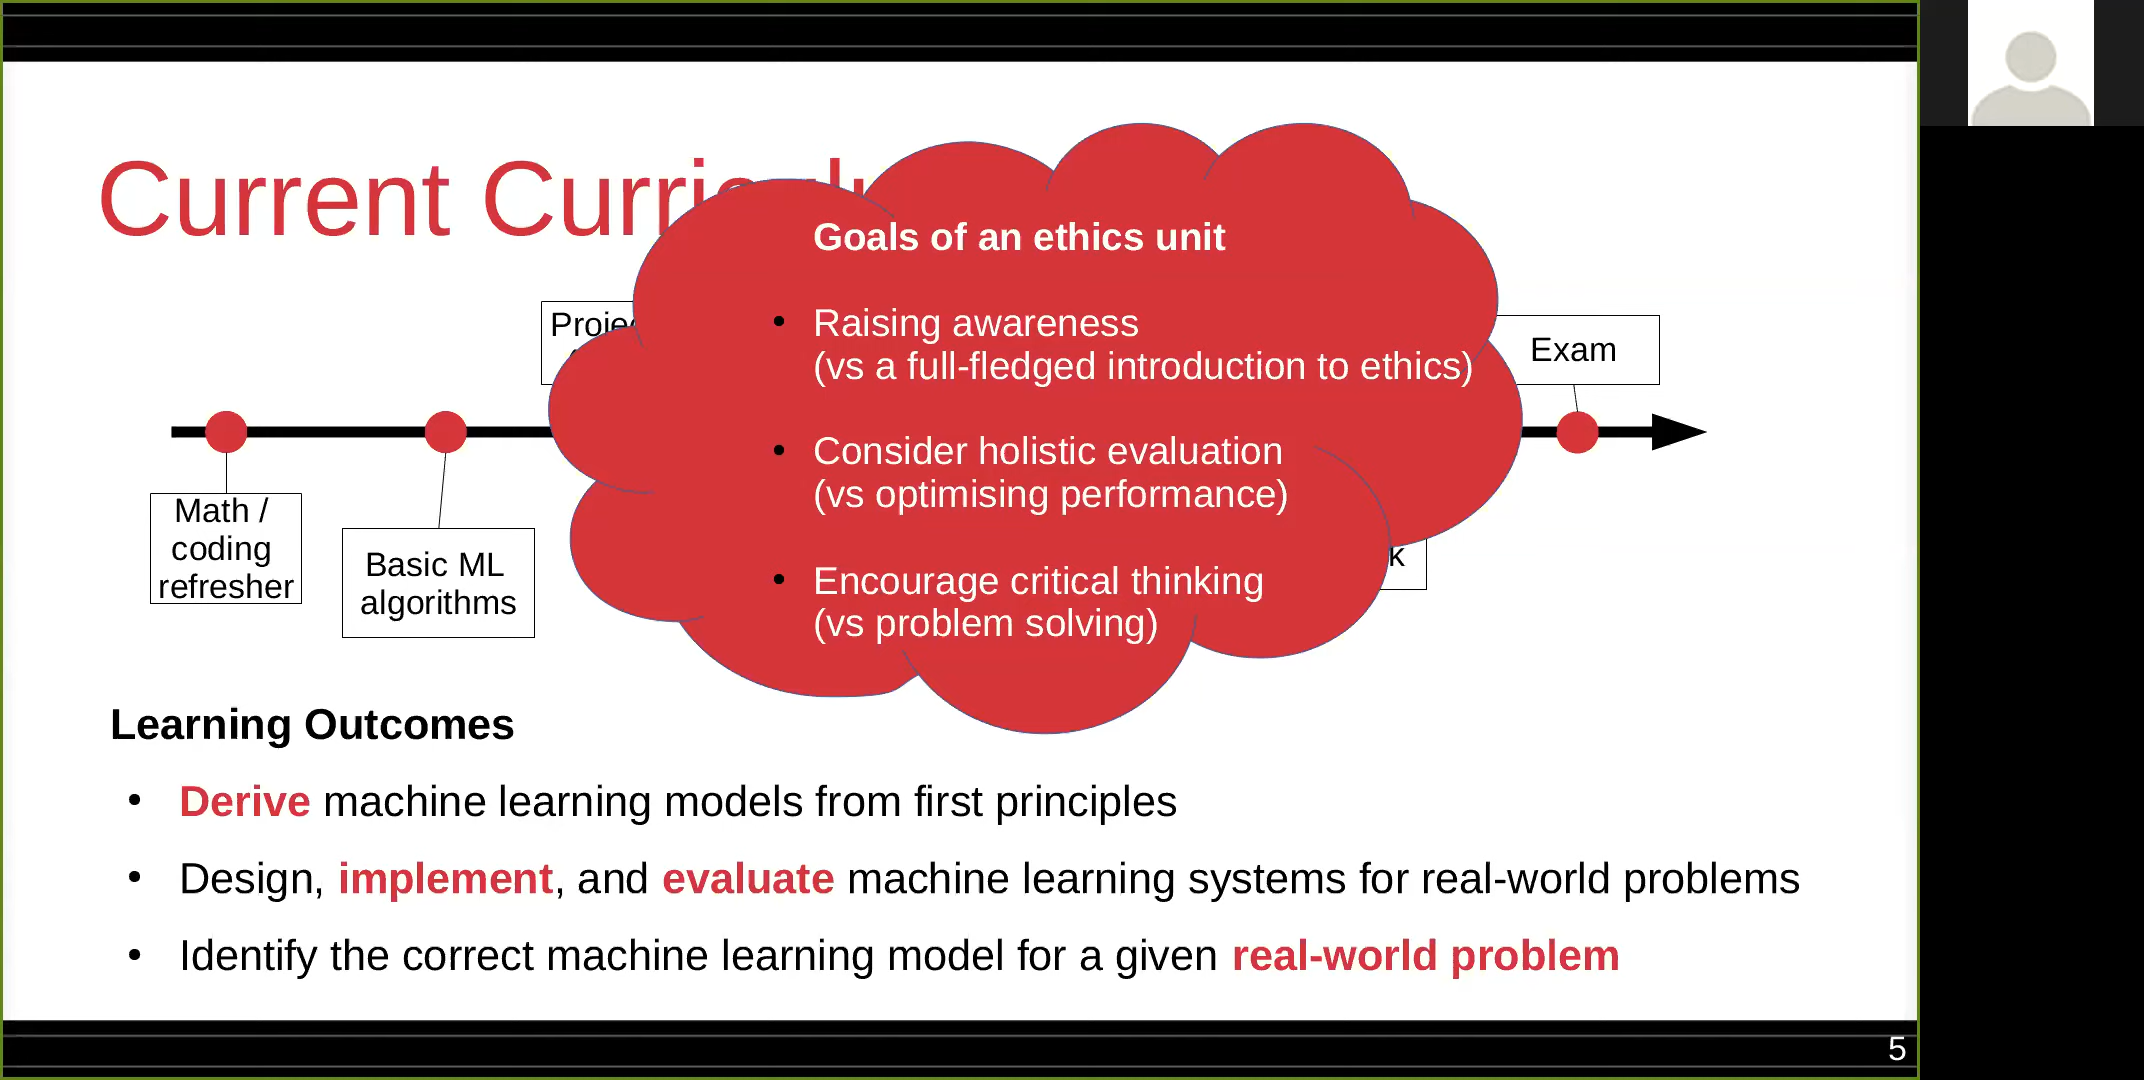 Current
Goals of an ethics unit
• Raising awareness
(vs a full-fledged introduction to ethics)
Exam
• Consider holistic evaluation
(vs optimising performance)
• Encourage critical thinking
(vs problem solving)
Math /
coding
refresher
Basic ML
algorithms
Learning Outcomes
• Derive machine learning models from first principles
• Design, implement, and evaluate machine learning systems for real-world problems
• Identify the correct machine learning model for a given real-world problem
5